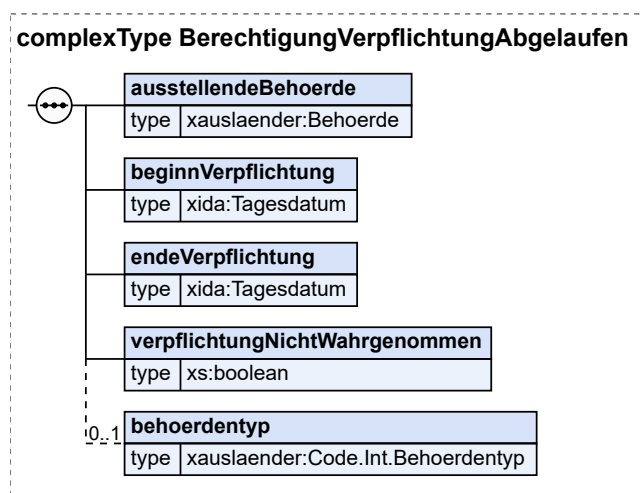 complexType BerechtigungVerpflichtungAbgelaufen
ausstellendeBehoerde
type xauslaender:Behoerde
beginnVerpflichtung
type xida:Tagesdatum
endeVerpflichtung
type xida:Tagesdatum
verpflichtungNichtWahrgenommen
type xs:boolean
0..1 behoerdentyp
type xauslaender:Code.Int.Behoerdentyp